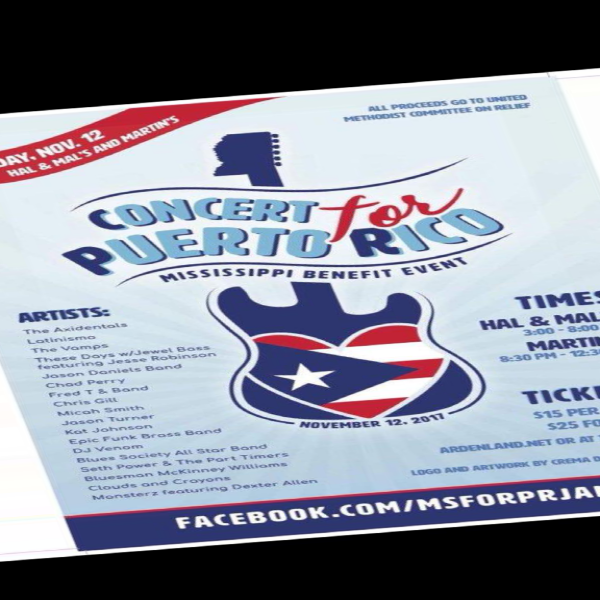 DAY, NOV. 12
HAL & MAL'S AND MARTIN'S
ALL PROCEEDS GO TO UNITED
METHODIST COMMITTEE ON RELIEF
CONCERT for
PUERTO RICO
MISSISSIPPI BENEFIT EVENT
ARTISTS:
The Axidentals
Latinismo
The Vamps
These Days w/Jewel Bass
featuring Jesse Robinson
Jason Daniels Band
Chad Perry
Fred T & Band
Chris Gill
Micah Smith
Jason Turner
Kat Johnson
Epic Funk Brass Band
DJ Venom
Blues Society All Star Band
Seth Power & The Part Timers
Bluesman McKinney Williams
Clouds and Crayons
Monsterz featuring Dexter Allen
NOVEMBER 12, 2017
TIMES
HAL & MAL
3:00 - 8:00
MARTIN
8:30 PM - 12:3
TICKE
$15 PER
$25 FO
ARDENLAND.NET OR AT
LOGO AND ARTWORK BY CREMA D
FACEBOOK.COM/MSFORPRJA